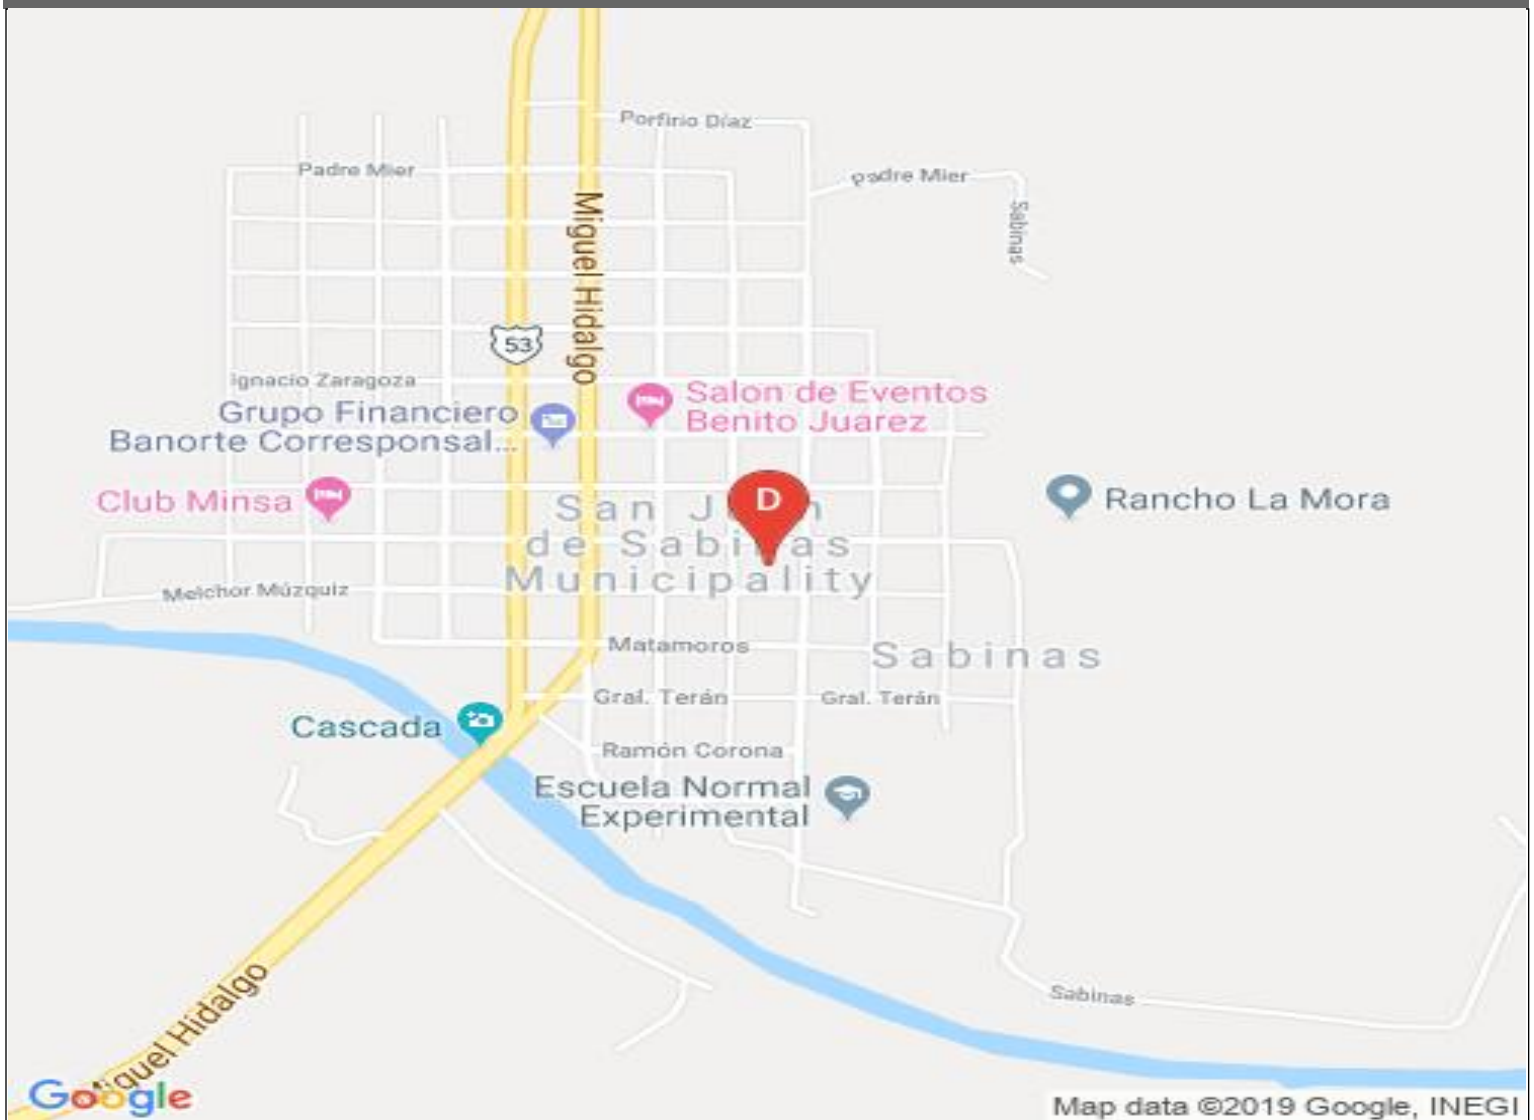 Porfirio Díaz
Padre Mier
Padre Mier
Sabinas
Miguel Hidalgo
53
Ignacio Zaragoza
Grupo Financiero
Banorte Corresponsal...
Salon de Eventos
Benito Juarez
Club Minsa
D
Rancho La Mora
San J n
de Sabi as
Municipality
Melchor Múzquiz
Matamoros
Sabinas
Gral. Terán
Gral. Terán
Cascada
Ramón Corona
Escuela Normal
Experimental
Sabinas
Miguel Hidalgo
Google
Map data ©2019 Google, INEGI